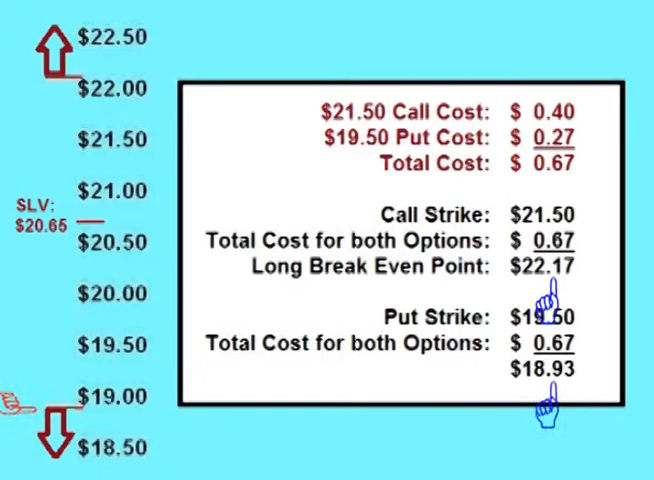 $22.50
$22.00
$21.50
$21.00
SLV:
$20.65
$20.50
$20.00
$19.50
$19.00
$18.50
$21.50 Call Cost: $ 0.40
$19.50 Put Cost: $ 0.27
Total Cost: $ 0.67
Call Strike: $21.50
Total Cost for both Options: $ 0.67
Long Break Even Point: $22.17
Put Strike: $19.50
Total Cost for both Options: $ 0.67
$18.93